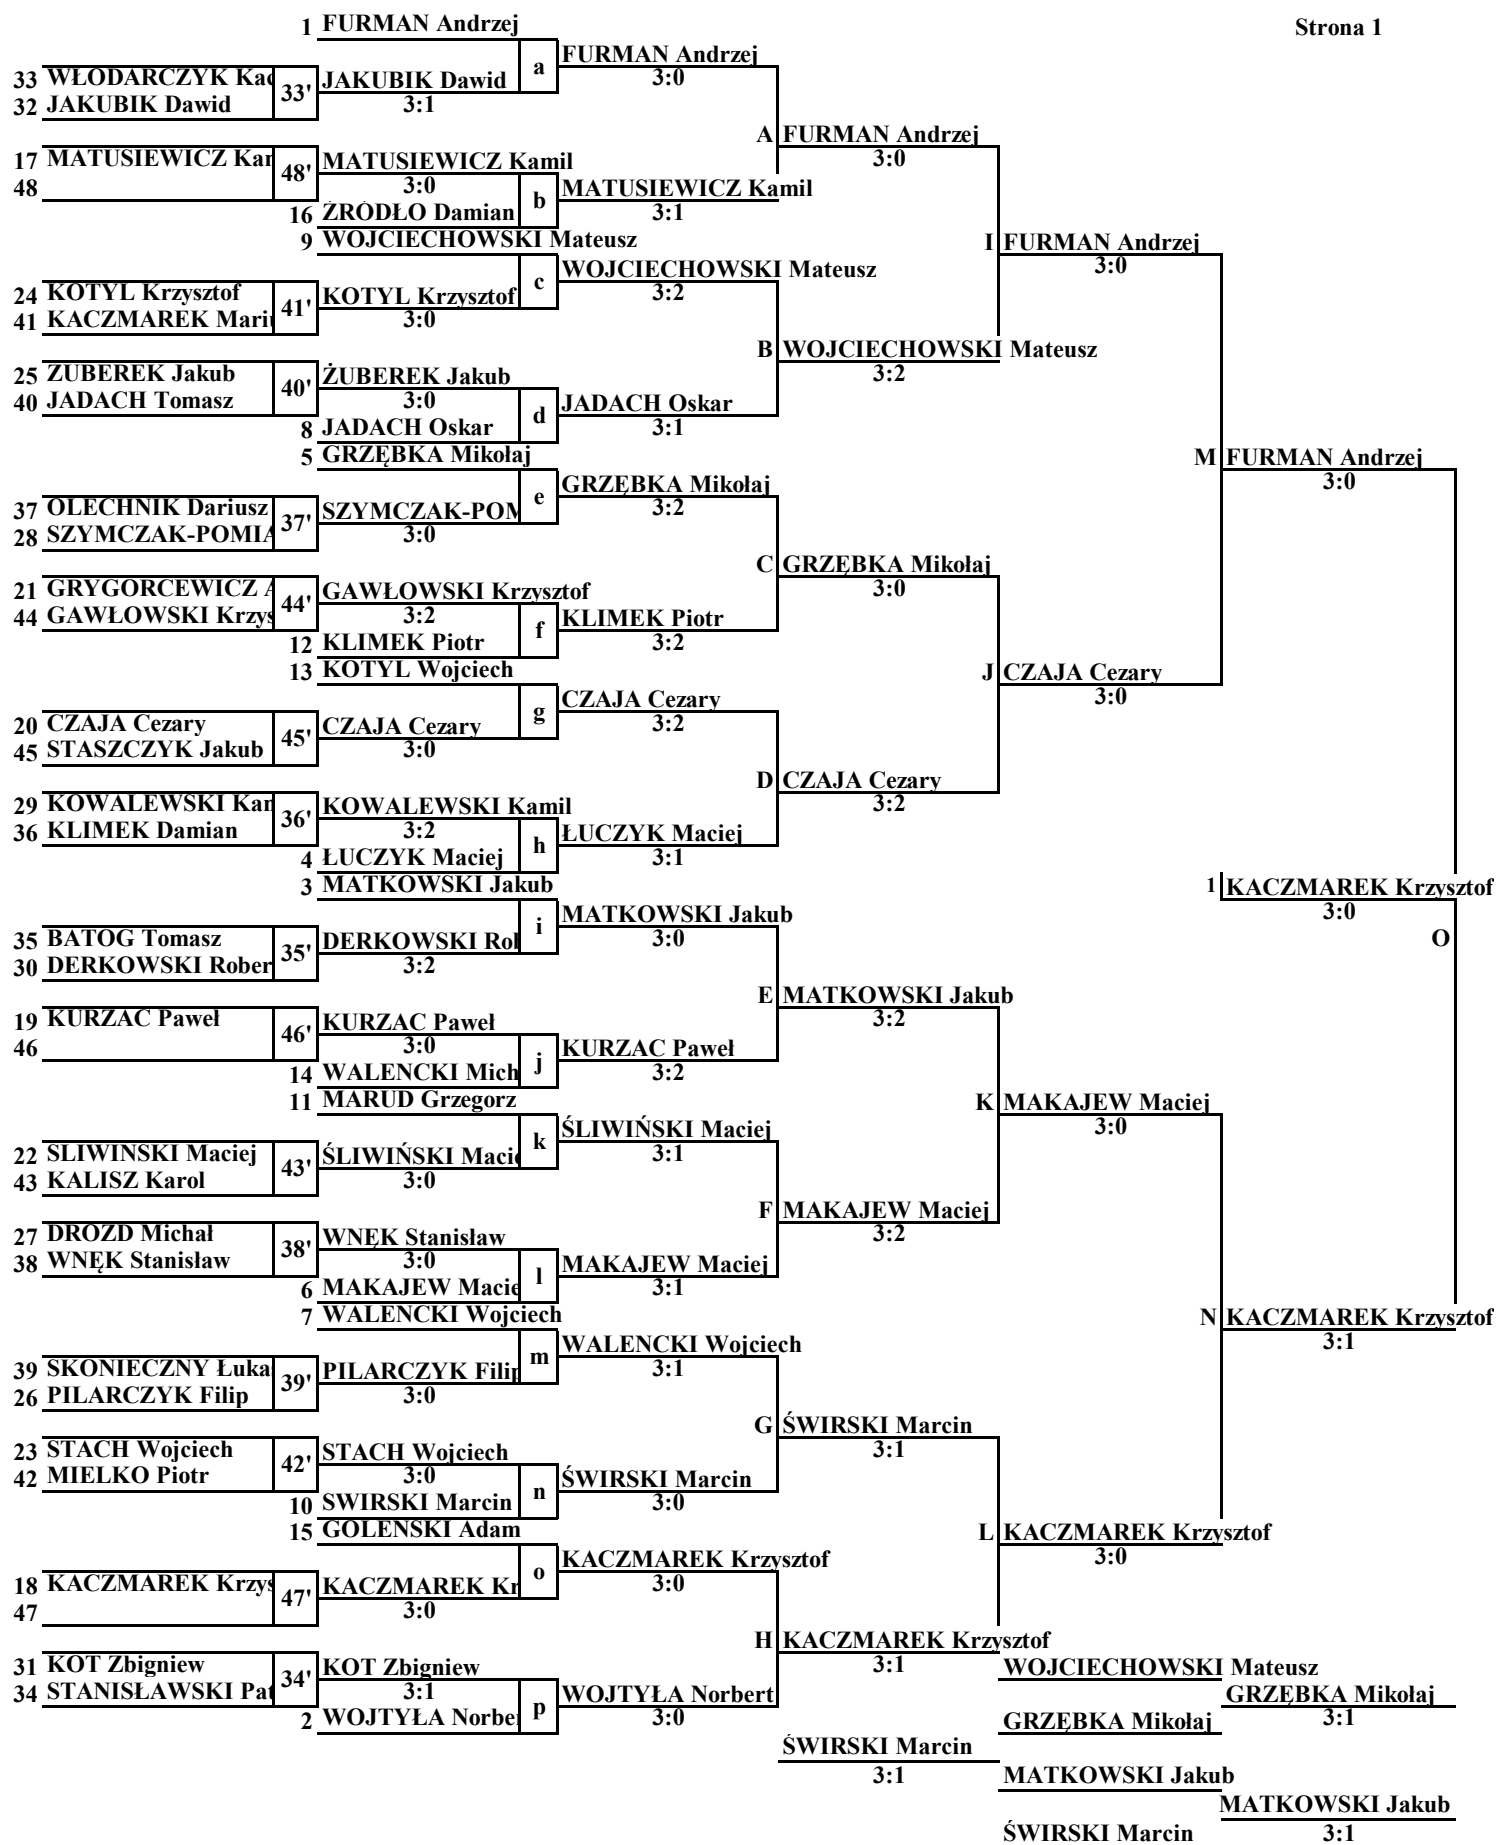 1 FURMAN Andrzej
Strona 1
a FURMAN Andrzej
3:0
33 WŁODARCZYK Kac
33' JAKUBIK Dawid
32 JAKUBIK Dawid
3:1
A FURMAN Andrzej
3:0
17 MATUSIEWICZ Kam
48' MATUSIEWICZ Kamil
48
3:0
b MATUSIEWICZ Kamil
3:1
16 ŹRÓDŁO Damian
9 WOJCIECHOWSKI Mateusz
I FURMAN Andrzej
3:0
c WOJCIECHOWSKI Mateusz
3:2
24 KOTYL Krzysztof
41' KOTYL Krzysztof
41 KACZMAREK Mariu
3:0
B WOJCIECHOWSKI Mateusz
3:2
25 ŻUBEREK Jakub
40' ŻUBEREK Jakub
40 JADACH Tomasz
3:0
d JADACH Oskar
3:1
8 JADACH Oskar
5 GRZĘBKA Mikołaj
M FURMAN Andrzej
3:0
e GRZĘBKA Mikołaj
3:2
37 OLECHNIK Dariusz
37' SZYMCZAK-POM
28 SZYMCZAK-POMIA
3:0
C GRZĘBKA Mikołaj
3:0
21 GRYGORCEWICZ A
44' GAWŁOWSKI Krzysztof
44 GAWŁOWSKI Krzys
3:2
f KLIMEK Piotr
3:2
12 KLIMEK Piotr
13 KOTYL Wojciech
J CZAJA Cezary
3:0
g CZAJA Cezary
3:2
20 CZAJA Cezary
45' CZAJA Cezary
45 STASZCZYK Jakub
3:0
D CZAJA Cezary
3:2
29 KOWALEWSKI Kam
36' KOWALEWSKI Kamil
36 KLIMEK Damian
3:2
h ŁUCZYK Maciej
3:1
4 ŁUCZYK Maciej
3 MATKOWSKI Jakub
1 KACZMAREK Krzysztof
3:0
O
i MATKOWSKI Jakub
3:0
35 BATOG Tomasz
35' DERKOWSKI Rob
30 DERKOWSKI Rober
3:2
E MATKOWSKI Jakub
3:2
19 KURZAC Paweł
46' KURZAC Paweł
46
3:0
j KURZAC Paweł
3:2
14 WALENCKI Mich
11 MARUD Grzegorz
K MAKAJEW Maciej
3:0
k ŚLIWIŃSKI Maciej
3:1
22 ŚLIWIŃSKI Maciej
43' ŚLIWIŃSKI Macie
43 KALISZ Karol
3:0
F MAKAJEW Maciej
3:2
27 DROZD Michał
38' WNĘK Stanisław
38 WNĘK Stanisław
3:0
l MAKAJEW Maciej
3:1
6 MAKAJEW Macie
7 WALENCKI Wojciech
N KACZMAREK Krzysztof
3:1
m WALENCKI Wojciech
3:1
39 SKONIECZNY Łuka
39' PILARCZYK Filip
26 PILARCZYK Filip
3:0
G ŚWIRSKI Marcin
3:1
23 STACH Wojciech
42' STACH Wojciech
42 MIELKO Piotr
3:0
n ŚWIRSKI Marcin
3:0
10 ŚWIRSKI Marcin
15 GOLEŃSKI Adam
L KACZMAREK Krzysztof
3:0
o KACZMAREK Krzysztof
3:0
18 KACZMAREK Krzys
47' KACZMAREK Kr
47
3:0
H KACZMAREK Krzysztof
3:1
31 KOT Zbigniew
34' KOT Zbigniew
34 STANISŁAWSKI Pat
3:1
p WOJTYŁA Norbert
3:0
2 WOJTYŁA Norbe
WOJCIECHOWSKI Mateusz
GRZĘBKA Mikołaj
3:1
GRZĘBKA Mikołaj
ŚWIRSKI Marcin
3:1
MATKOWSKI Jakub
MATKOWSKI Jakub
3:1
ŚWIRSKI Marcin